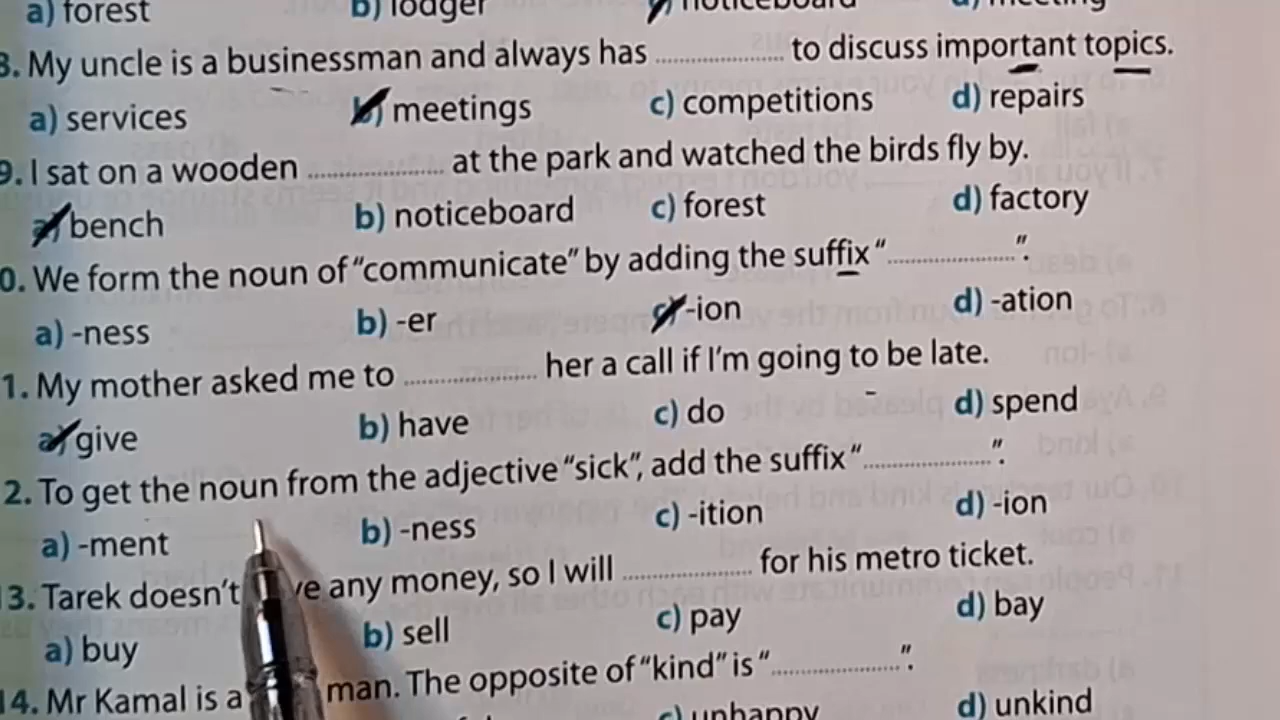 a) forest b) lodger noticeboard d) meeting
8. My uncle is a businessman and always has .................... to discuss important topics.
a) services b) meetings c) competitions d) repairs
9. I sat on a wooden .................... at the park and watched the birds fly by.
a) bench b) noticeboard c) forest d) factory
0. We form the noun of "communicate" by adding the suffix "....................".
a) -ness b) -er c) -ion d) -ation
1. My mother asked me to .................... her a call if I'm going to be late.
a) give b) have c) do d) spend
2. To get the noun from the adjective "sick", add the suffix "....................".
a) -ment b) -ness c) -ition d) -ion
13. Tarek doesn't ve any money, so I will .................... for his metro ticket.
a) buy b) sell c) pay d) bay
14. Mr Kamal is a man. The opposite of "kind" is "....................".
c) unhappy d) unkind